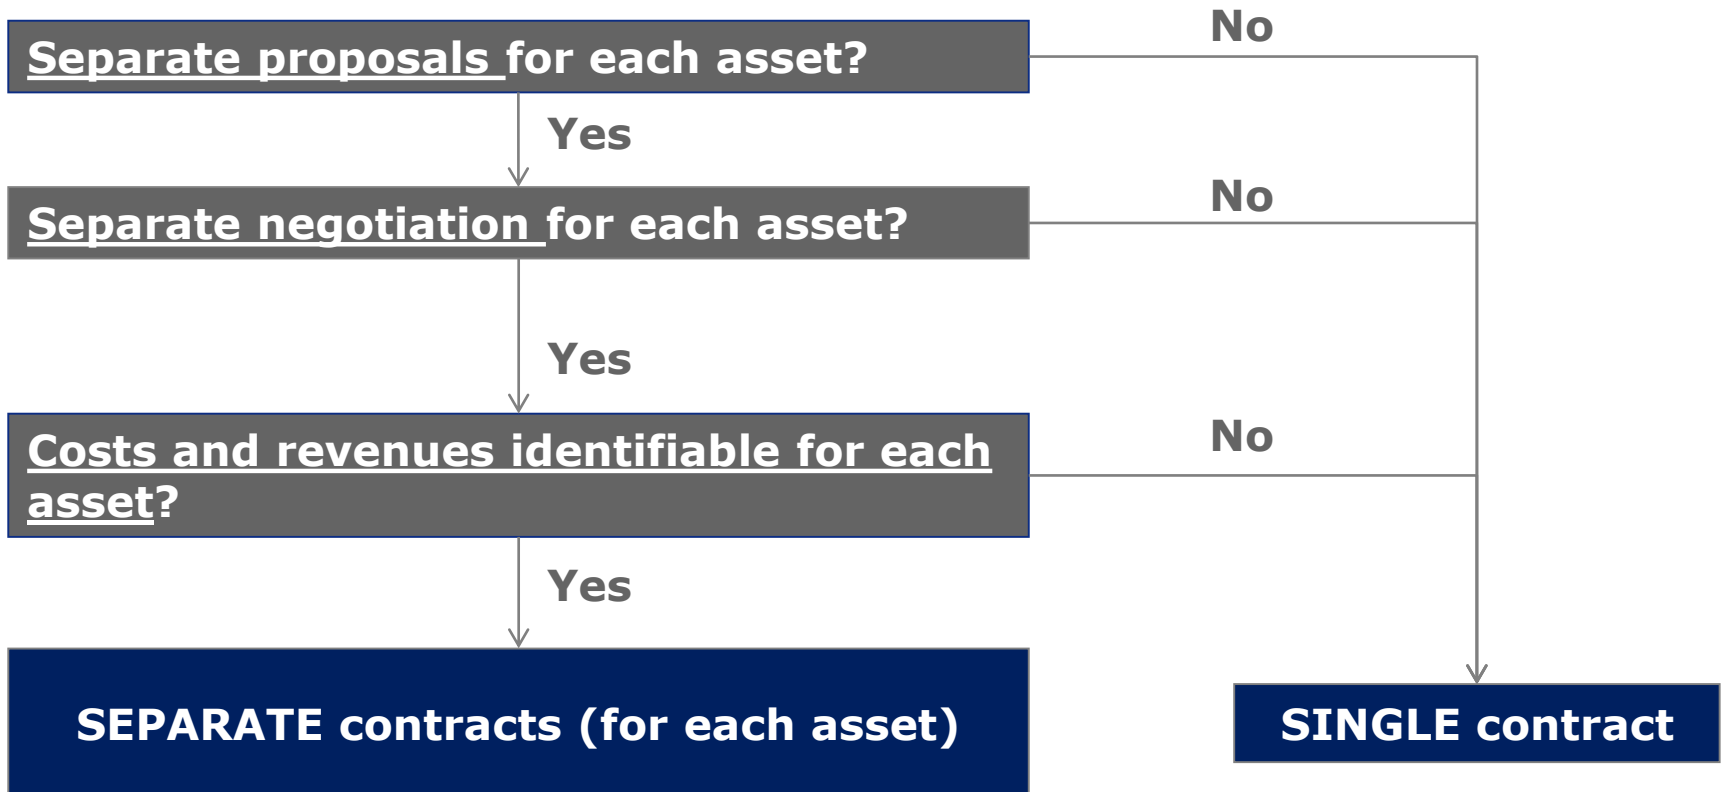 No
Separate proposals for each asset?
Yes
No
Separate negotiation for each asset?
Yes
No
Costs and revenues identifiable for each
asset?
Yes
SEPARATE contracts (for each asset)
SINGLE contract